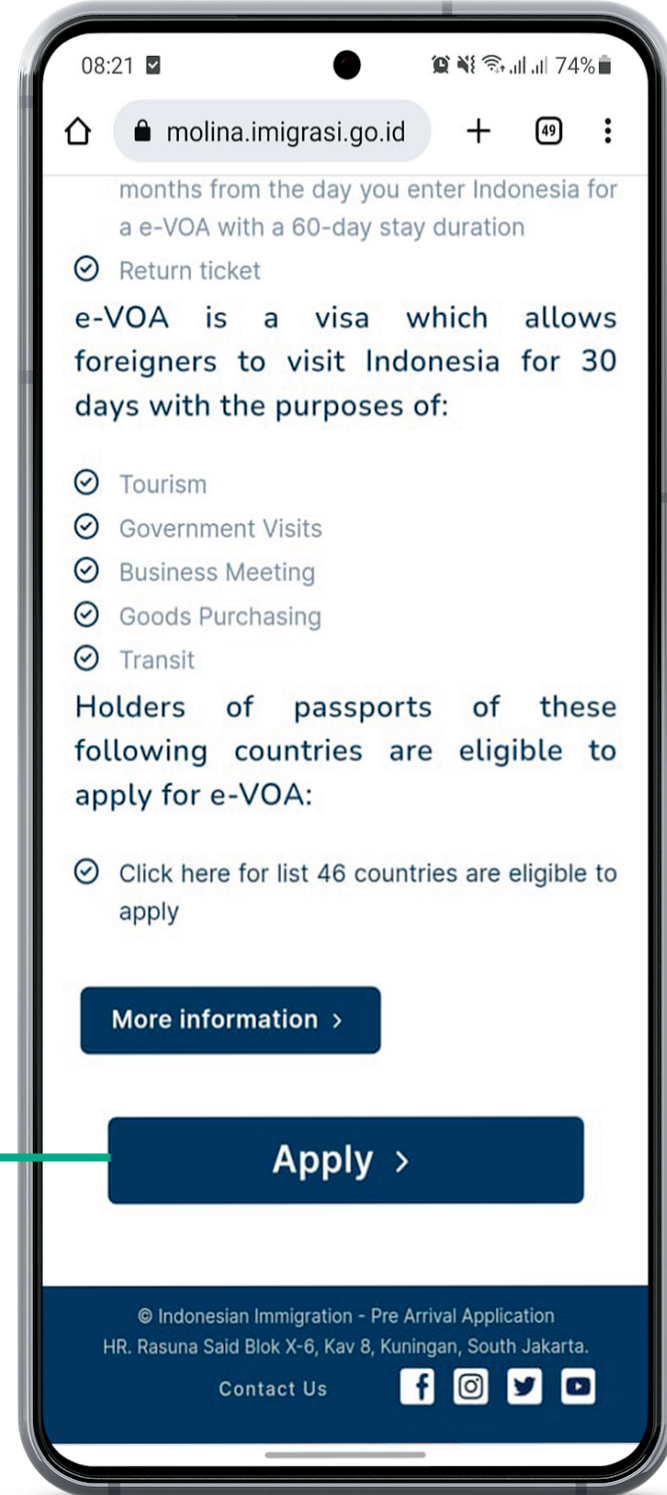 08:21 74%
molina.imigrasi.go.id 49
months from the day you enter Indonesia for
a e-VOA with a 60-day stay duration
Return ticket
e-VOA is a visa which allows
foreigners to visit Indonesia for 30
days with the purposes of:
Tourism
Government Visits
Business Meeting
Goods Purchasing
Transit
Holders of passports of these
following countries are eligible to
apply for e-VOA:
Click here for list 46 countries are eligible to
apply
More information >
Apply >
© Indonesian Immigration - Pre Arrival Application
HR. Rasuna Said Blok X-6, Kav 8, Kuningan, South Jakarta.
Contact Us